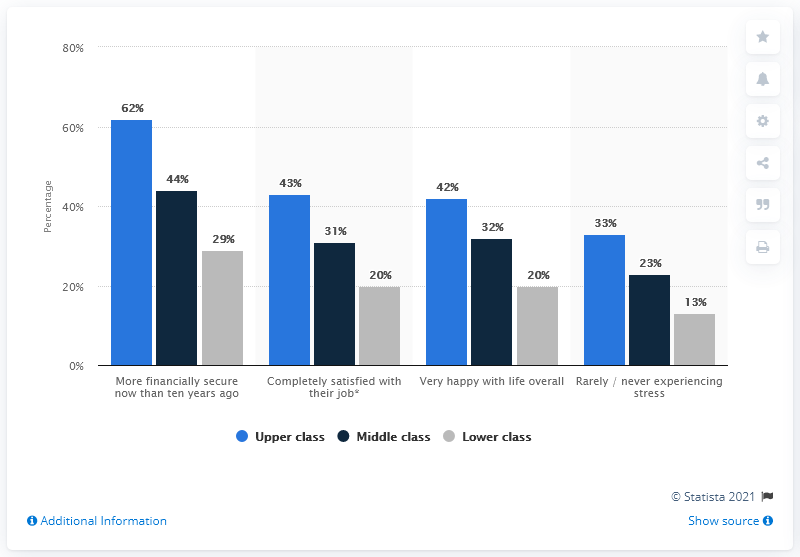 80%
60%
40%
20%
0%
Percentage
62%
44%
29%
43%
31%
20%
42%
32%
20%
33%
23%
13%
More financially secure
now than ten years ago
Completely satisfied with
their job*
Very happy with life overall
Rarely / never experiencing
stress
Upper class
Middle class
Lower class
© Statista 2021
Additional Information
Show source